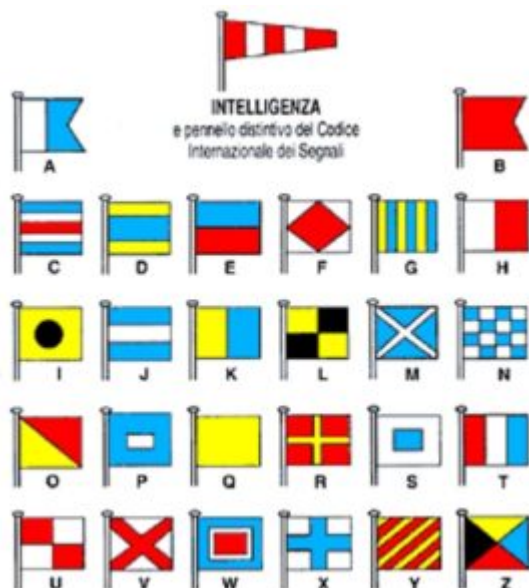 INTELLIGENZA
e pennello distintivo del Codice
Internazionale dei Segnali
A B
C D E F G H
I J K L M N
O P Q R S T
U V W X Y Z